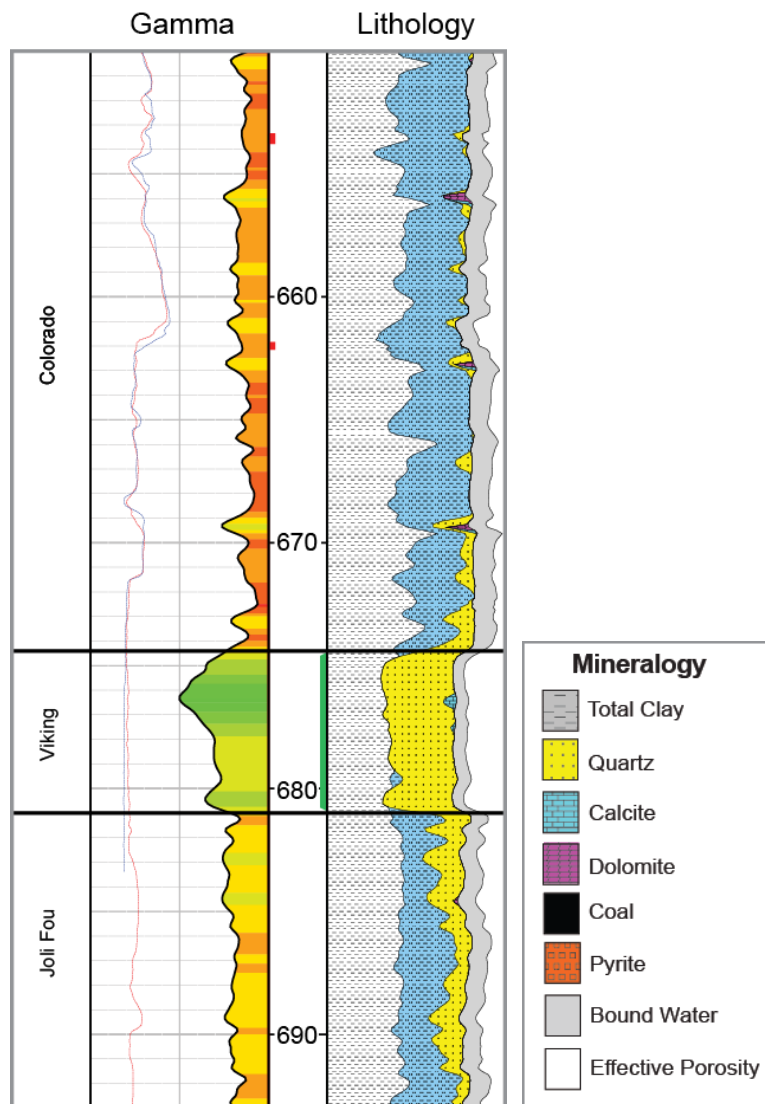 Gamma
Lithology
Colorado
660
670
Viking
680
Joli Fou
690
Mineralogy
Total Clay
Quartz
Calcite
Dolomite
Coal
Pyrite
Bound Water
Effective Porosity